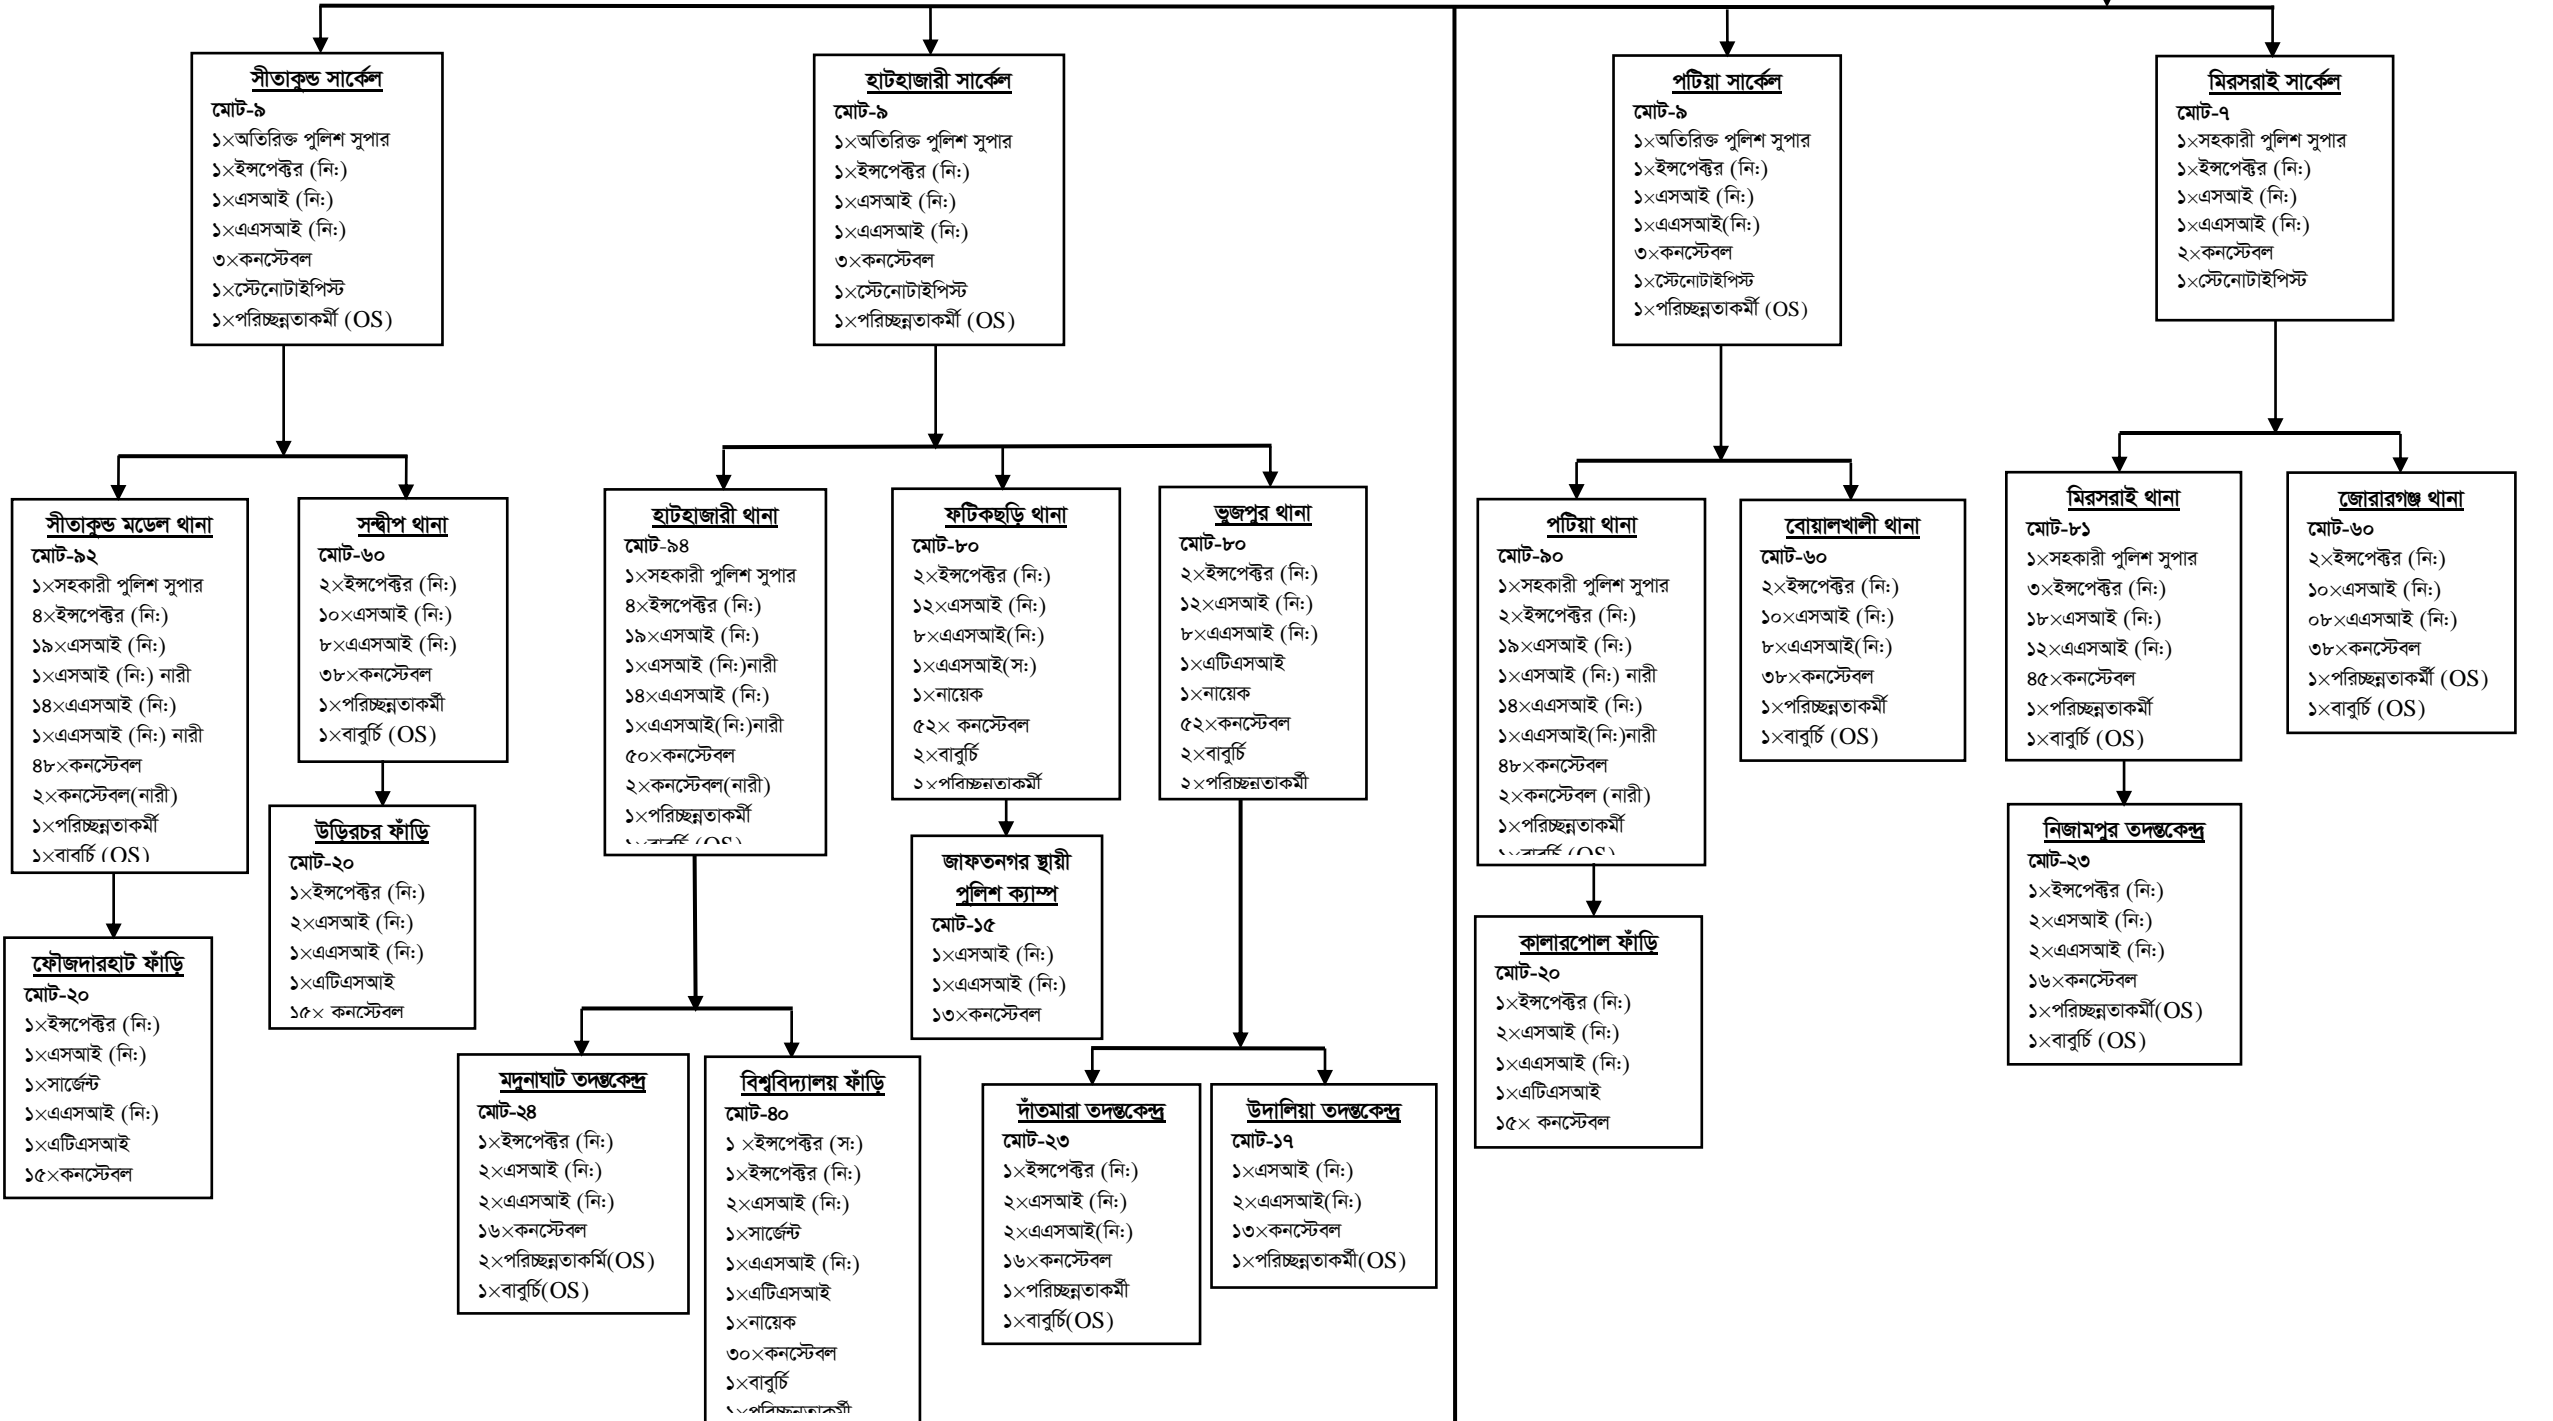 সীতাকুন্ড সার্কেল
মোট-৯
১×অতিরিক্ত পুলিশ সুপার
১×ইন্সপেক্টর (নি:)
১×এসআই (নি:)
১×এএসআই (নি:)
৩×কনস্টেবল
১×স্টেনোটাইপিস্ট
১×পরিচ্ছন্নতাকর্মী (OS)
হাটহাজারী সার্কেল
মোট-৯
১×অতিরিক্ত পুলিশ সুপার
১×ইন্সপেক্টর (নি:)
১×এসআই (নি:)
১×এএসআই (নি:)
৩×কনস্টেবল
১×স্টেনোটাইপিস্ট
১×পরিচ্ছন্নতাকর্মী (OS)
পটিয়া সার্কেল
মোট-৯
১×অতিরিক্ত পুলিশ সুপার
১×ইন্সপেক্টর (নি:)
১×এসআই (নি:)
১×এএসআই(নি:)
৩×কনস্টেবল
১×স্টেনোটাইপিস্ট
১×পরিচ্ছন্নতাকর্মী (OS)
মিরসরাই সার্কেল
মোট-৭
১×সহকারী পুলিশ সুপার
১×ইন্সপেক্টর (নি:)
১×এসআই (নি:)
১×এএসআই (নি:)
২×কনস্টেবল
১×স্টেনোটাইপিস্ট
সীতাকুন্ড মডেল থানা
মোট-৯২
১×সহকারী পুলিশ সুপার
৪×ইন্সপেক্টর (নি:)
১৯×এসআই (নি:)
১×এসআই (নি:) নারী
১৪×এএসআই (নি:)
১×এএসআই (নি:) নারী
৪৮×কনস্টেবল
২×কনস্টেবল(নারী)
১×পরিচ্ছন্নতাকর্মী
১×বাবুর্চি (OS)
সন্দ্বীপ থানা
মোট-৬০
২×ইন্সপেক্টর (নি:)
১০×এসআই (নি:)
৮×এএসআই (নি:)
৩৮×কনস্টেবল
১×পরিচ্ছন্নতাকর্মী
১×বাবুর্চি (OS)
হাটহাজারী থানা
মোট-৯৪
১×সহকারী পুলিশ সুপার
৪×ইন্সপেক্টর (নি:)
১৯×এসআই (নি:)
১×এসআই (নি:)নারী
১৪×এএসআই (নি:)
১×এএসআই(নি:)নারী
৫০×কনস্টেবল
২×কনস্টেবল(নারী)
১×পরিচ্ছন্নতাকর্মী
১×বাবুর্চি (OS)
ফটিকছড়ি থানা
মোট-৮০
২×ইন্সপেক্টর (নি:)
১২×এসআই (নি:)
৮×এএসআই(নি:)
১×এএসআই(স:)
১×নায়েক
৫২× কনস্টেবল
২×বাবুর্চি
২×পরিচ্ছন্নতাকর্মী
ভুজপুর থানা
মোট-৮০
২×ইন্সপেক্টর (নি:)
১২×এসআই (নি:)
৮×এএসআই (নি:)
১×এটিএসআই
১×নায়েক
৫২×কনস্টেবল
২×বাবুর্চি
২×পরিচ্ছন্নতাকর্মী
পটিয়া থানা
মোট-৯০
১×সহকারী পুলিশ সুপার
২×ইন্সপেক্টর (নি:)
১৯×এসআই (নি:)
১×এসআই (নি:) নারী
১৪×এএসআই (নি:)
১×এএসআই(নি:)নারী
৪৮×কনস্টেবল
২×কনস্টেবল (নারী)
১×পরিচ্ছন্নতাকর্মী
১×বাবুর্চি (OS)
বোয়ালখালী থানা
মোট-৬০
২×ইন্সপেক্টর (নি:)
১০×এসআই (নি:)
৮×এএসআই(নি:)
৩৮×কনস্টেবল
১×পরিচ্ছন্নতাকর্মী
১×বাবুর্চি (OS)
মিরসরাই থানা
মোট-৮১
১×সহকারী পুলিশ সুপার
৩×ইন্সপেক্টর (নি:)
১৮×এসআই (নি:)
১২×এএসআই (নি:)
৪৫×কনস্টেবল
১×পরিচ্ছন্নতাকর্মী
১×বাবুর্চি (OS)
জোরারগঞ্জ থানা
মোট-৬০
২×ইন্সপেক্টর (নি:)
১০×এসআই (নি:)
০৮×এএসআই (নি:)
৩৮×কনস্টেবল
১×পরিচ্ছন্নতাকর্মী (OS)
১×বাবুর্চি (OS)
ফৌজদারহাট ফাঁড়ি
মোট-২০
১×ইন্সপেক্টর (নি:)
১×এসআই (নি:)
১×সার্জেন্ট
১×এএসআই (নি:)
১×এটিএসআই
১৫×কনস্টেবল
উড়িরচর ফাঁড়ি
মোট-২০
১×ইন্সপেক্টর (নি:)
২×এসআই (নি:)
১×এএসআই (নি:)
১×এটিএসআই
১৫× কনস্টেবল
মদুনাঘাট তদন্তকেন্দ্র
মোট-২৪
১×ইন্সপেক্টর (নি:)
২×এসআই (নি:)
২×এএসআই (নি:)
১৬×কনস্টেবল
২×পরিচ্ছন্নতাকর্মি(OS)
১×বাবুর্চি(OS)
বিশ্ববিদ্যালয় ফাঁড়ি
মোট-৪০
১ ×ইন্সপেক্টর (স:)
১×ইন্সপেক্টর (নি:)
২×এসআই (নি:)
১×সার্জেন্ট
১×এএসআই (নি:)
১×এটিএসআই
১×নায়েক
৩০×কনস্টেবল
১×বাবুর্চি
১×পরিচ্ছন্নতাকর্মী
জাফতনগর স্থায়ী
পুলিশ ক্যাম্প
মোট-১৫
১×এসআই (নি:)
১×এএসআই (নি:)
১৩×কনস্টেবল
দাঁতমারা তদন্তকেন্দ্র
মোট-২৩
১×ইন্সপেক্টর (নি:)
২×এসআই (নি:)
২×এএসআই(নি:)
১৬×কনস্টেবল
১×পরিচ্ছন্নতাকর্মী
১×বাবুর্চি(OS)
উদালিয়া তদন্তকেন্দ্র
মোট-১৭
১×এসআই (নি:)
২×এএসআই(নি:)
১৩×কনস্টেবল
১×পরিচ্ছন্নতাকর্মী(OS)
কালারপোল ফাঁড়ি
মোট-২০
১×ইন্সপেক্টর (নি:)
২×এসআই (নি:)
১×এএসআই (নি:)
১×এটিএসআই
১৫× কনস্টেবল
নিজামপুর তদন্তকেন্দ্র
মোট-২৩
১×ইন্সপেক্টর (নি:)
২×এসআই (নি:)
২×এএসআই (নি:)
১৬×কনস্টেবল
১×পরিচ্ছন্নতাকর্মী(OS)
১×বাবুর্চি (OS)